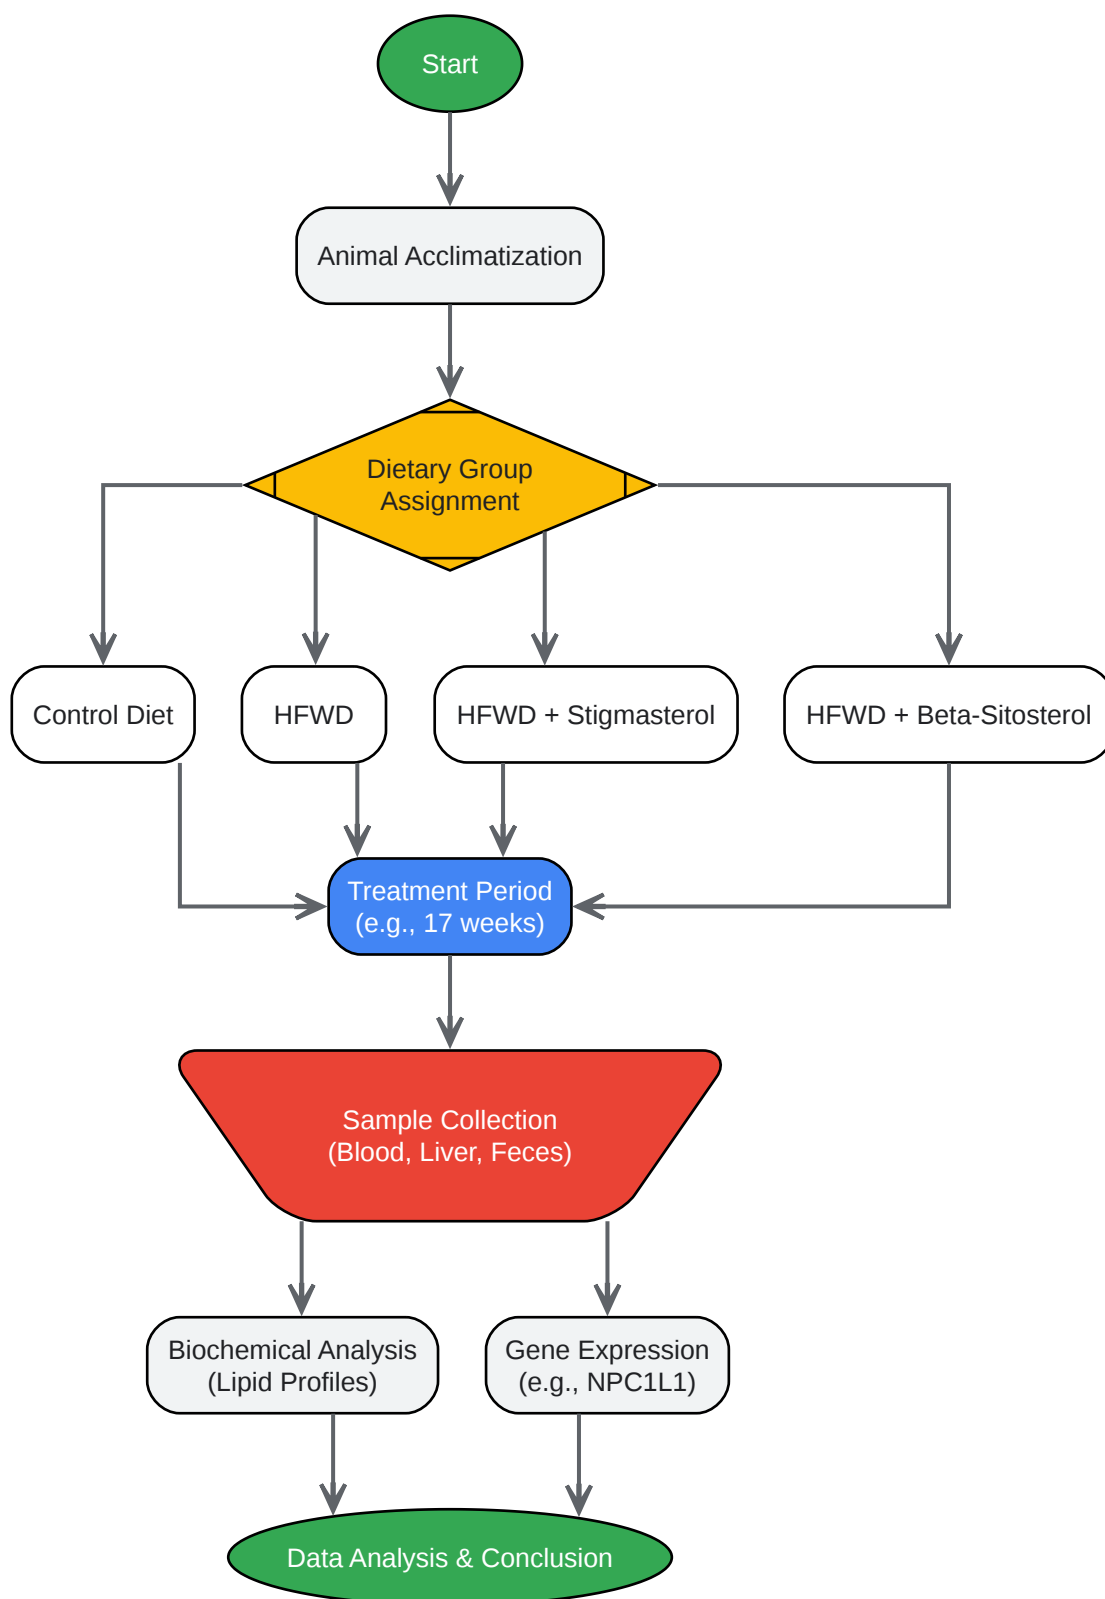 Start
Animal Acclimatization
Dietary Group
Assignment
Control Diet
HFWD
HFWD + Stigmasterol
HFWD + Beta-Sitosterol
Treatment Period
(e.g., 17 weeks)
Sample Collection
(Blood, Liver, Feces)
Biochemical Analysis
(Lipid Profiles)
Gene Expression
(e.g., NPC1L1)
Data Analysis & Conclusion